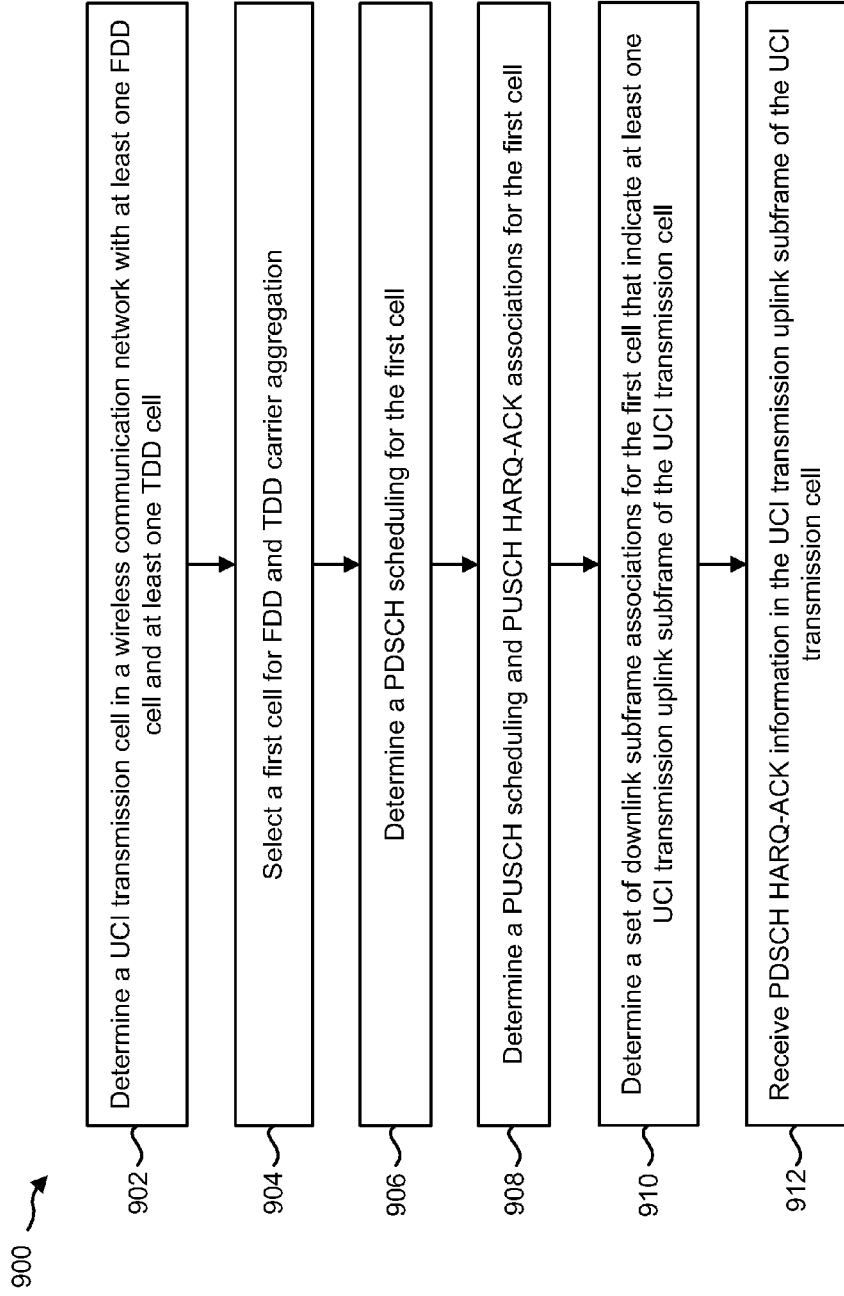 900
902
Determine a UCI transmission cell in a wireless communication network with at least one FDD
cell and at least one TDD cell
904
Select a first cell for FDD and TDD carrier aggregation
906
Determine a PDSCH scheduling for the first cell
908
Determine a PUSCH scheduling and PUSCH HARQ-ACK associations for the first cell
910
Determine a set of downlink subframe associations for the first cell that indicate at least one
UCI transmission uplink subframe of the UCI transmission cell
912
Receive PDSCH HARQ-ACK information in the UCI transmission uplink subframe of the UCI
transmission cell